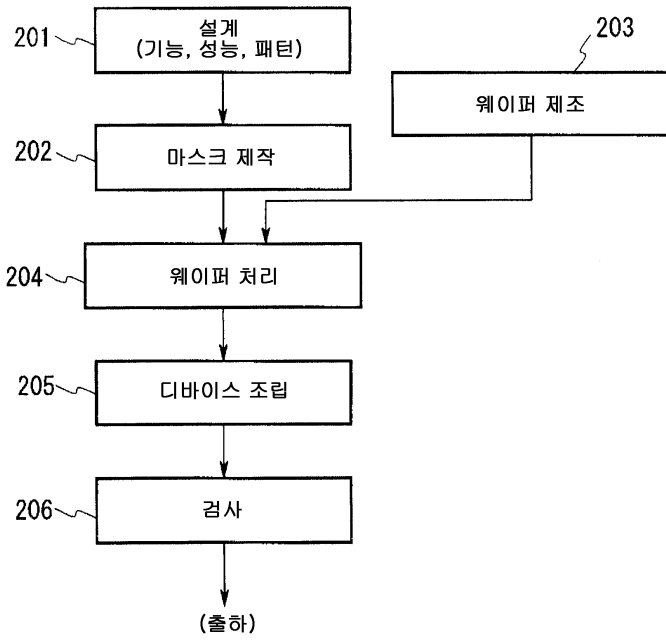 201
설계
(기능, 성능, 패턴)
203
웨이퍼 제조
202
마스크 제작
204
웨이퍼 처리
205
디바이스 조립
206
검사
(출하)